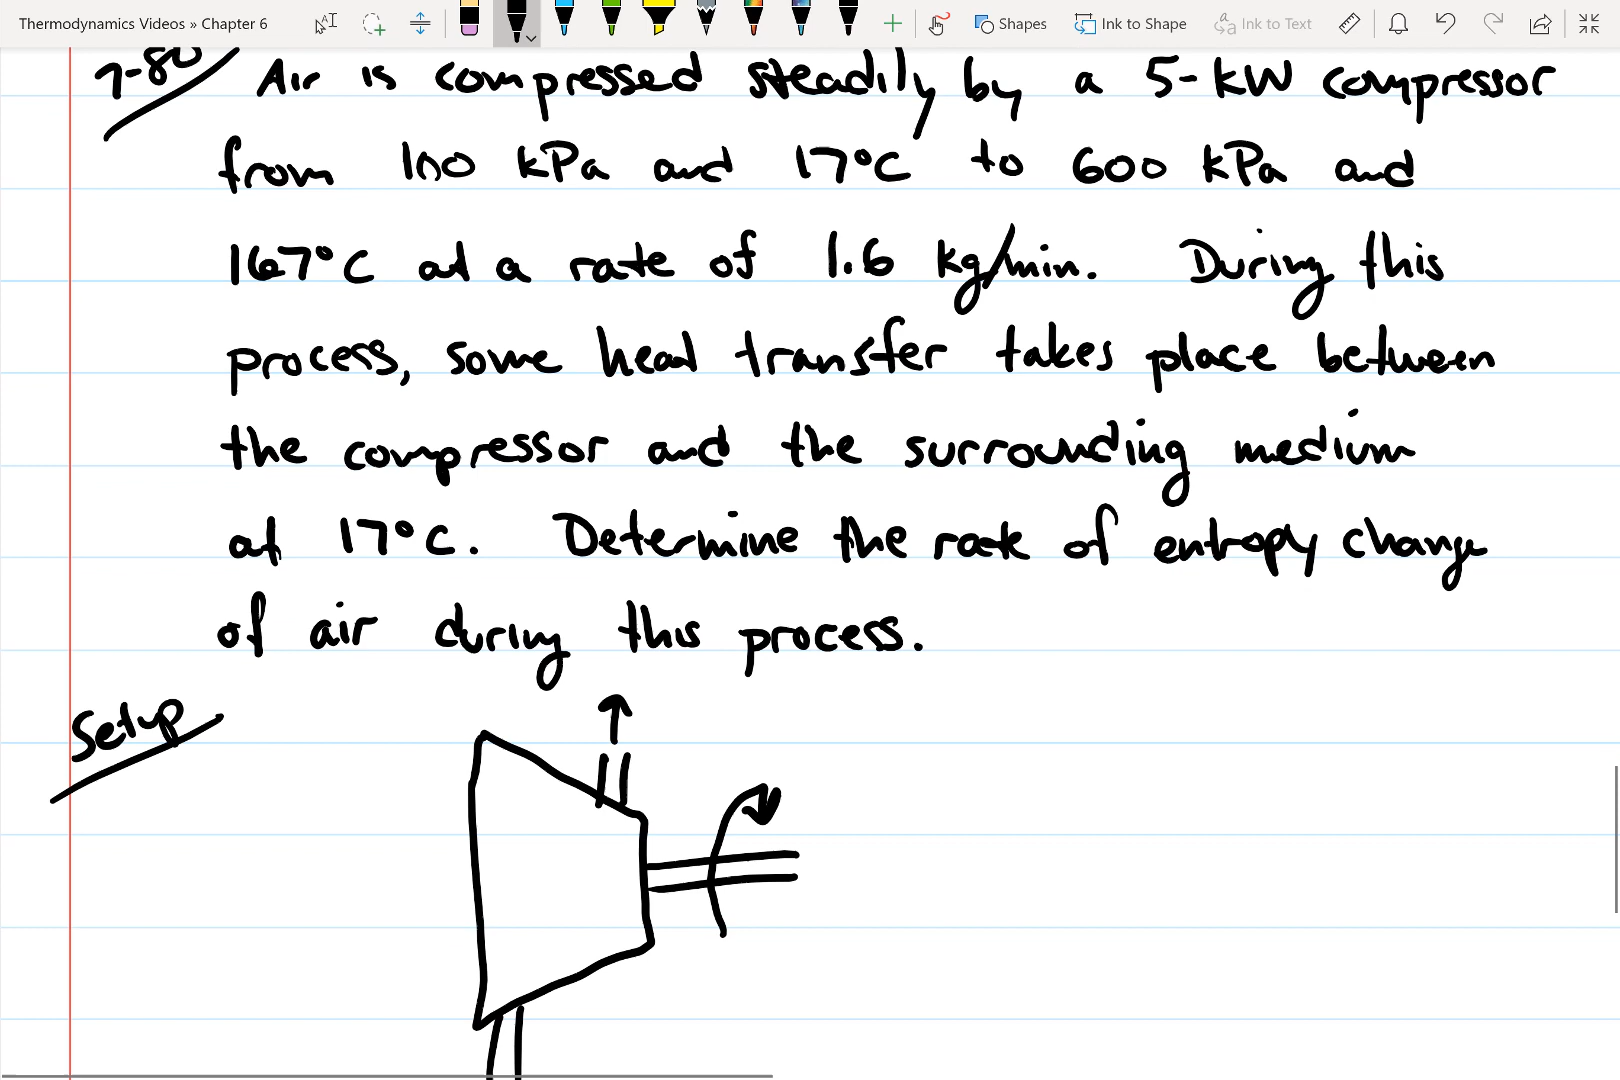 Thermodynamics Videos » Chapter 6
Shapes
Ink to Shape
Ink to Text
7-80 Air is compressed steadily by a 5-kW compressor
from 100 kPa and 17°C to 600 kPa and
167°C at a rate of 1.6 kg/min. During this
process, some head transfer takes place between
the compressor and the surrounding medium
at 17°C. Determine the rate of entropy change
of air during this process.
Setup